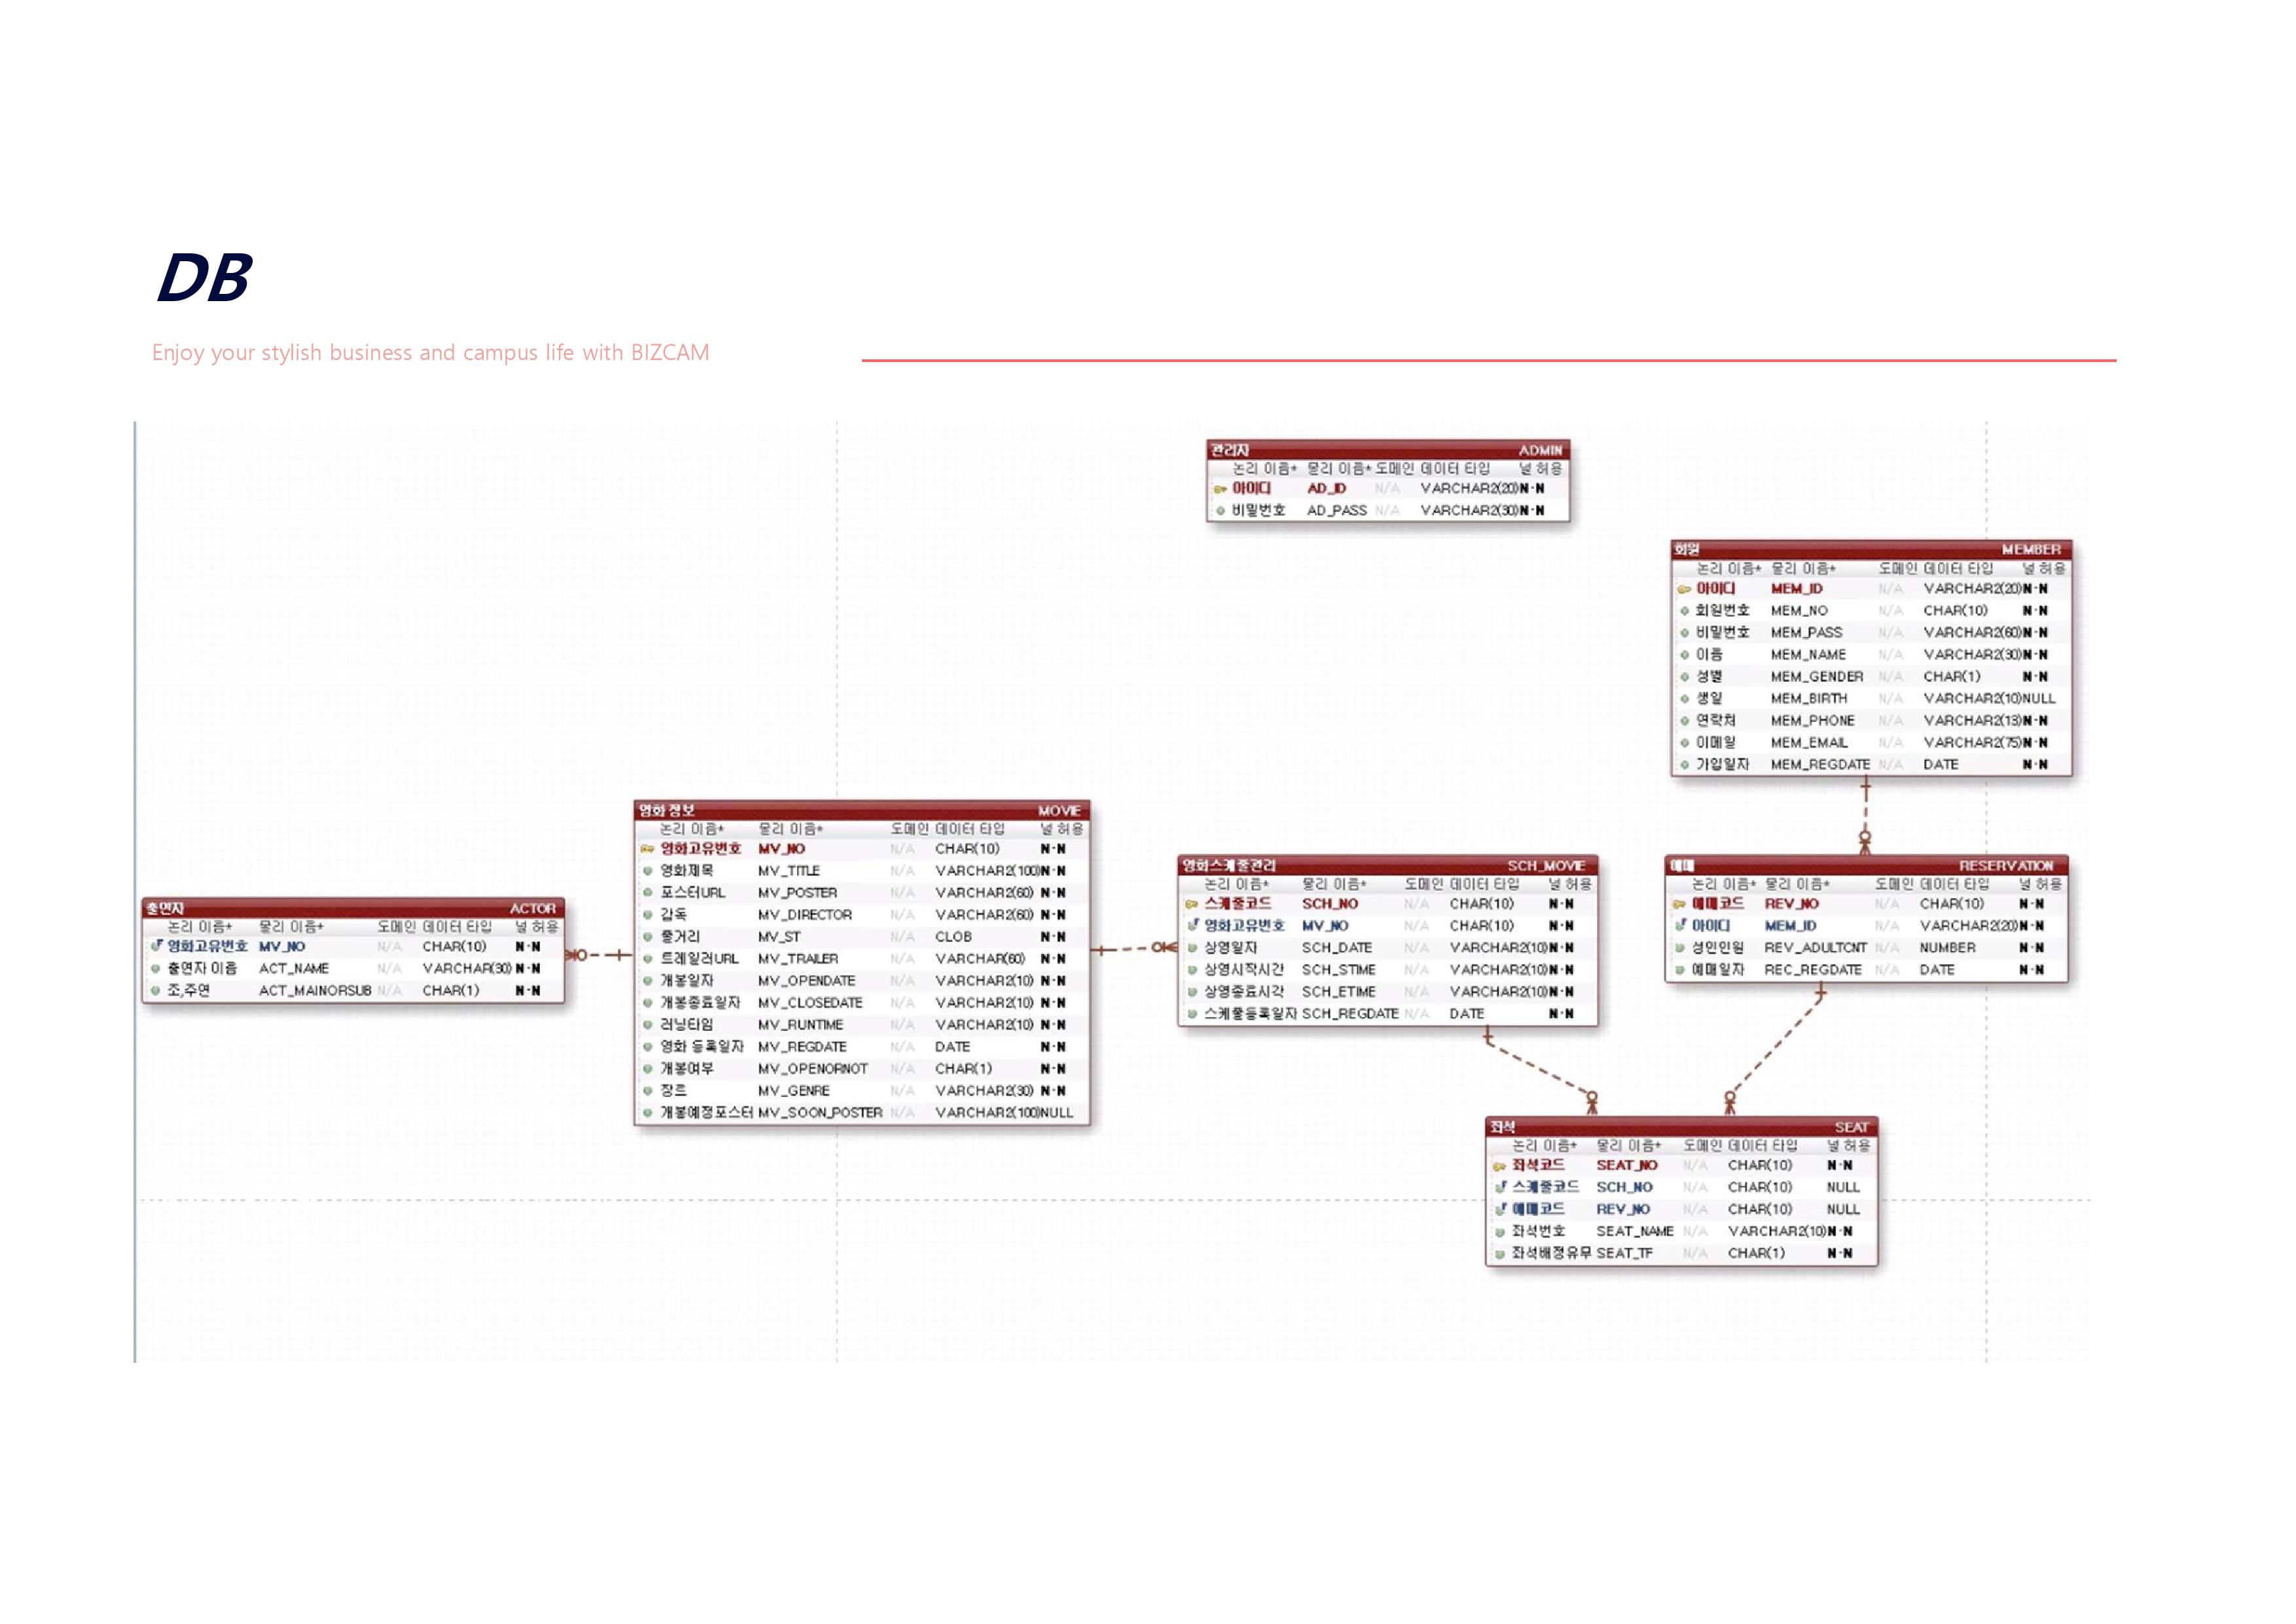 DB
Enjoy your stylish business and campus life with BIZCAM
관리자 ADMIN
논리 이름* 물리 이름* 도메인 데이터 타입 널 허용
아이디 AD_ID N/A VARCHAR2(20) N-N
비밀번호 AD_PASS N/A VARCHAR2(30) N-N
회원 MEMBER
논리 이름* 물리 이름* 도메인 데이터 타입 널 허용
아이디 MEM_ID N/A VARCHAR2(20) N-N
회원번호 MEM_NO N/A CHAR(10) N-N
비밀번호 MEM_PASS N/A VARCHAR2(60) N-N
이름 MEM_NAME N/A VARCHAR2(30) N-N
성별 MEM_GENDER N/A CHAR(1) N-N
생일 MEM_BIRTH N/A VARCHAR2(10) NULL
연락처 MEM_PHONE N/A VARCHAR2(13) N-N
이메일 MEM_EMAIL N/A VARCHAR2(75) N-N
가입일자 MEM_REGDATE N/A DATE N-N
영화 정보 MOVIE
논리 이름* 물리 이름* 도메인 데이터 타입 널 허용
영화고유번호 MV_NO N/A CHAR(10) N-N
영화제목 MV_TITLE N/A VARCHAR2(100) N-N
포스터URL MV_POSTER N/A VARCHAR2(60) N-N
감독 MV_DIRECTOR N/A VARCHAR2(60) N-N
줄거리 MV_ST N/A CLOB N-N
트레일러URL MV_TRAILER N/A VARCHAR(60) N-N
개봉일자 MV_OPENDATE N/A VARCHAR2(10) N-N
개봉종료일자 MV_CLOSEDATE N/A VARCHAR2(10) N-N
러닝타임 MV_RUNTIME N/A VARCHAR2(10) N-N
영화 등록일자 MV_REGDATE N/A DATE N-N
개봉여부 MV_OPENORNOT N/A CHAR(1) N-N
장르 MV_GENRE N/A VARCHAR2(30) N-N
개봉예정포스터 MV_SOON_POSTER N/A VARCHAR2(100) NULL
출연자 ACTOR
논리 이름* 물리 이름* 도메인 데이터 타입 널 허용
영화고유번호 MV_NO N/A CHAR(10) N-N
출연자 이름 ACT_NAME N/A VARCHAR(30) N-N
조,주연 ACT_MAINORSUB N/A CHAR(1) N-N
영화스케줄관리 SCH_MOVIE
논리 이름* 물리 이름* 도메인 데이터 타입 널 허용
스케줄코드 SCH_NO N/A CHAR(10) N-N
영화고유번호 MV_NO N/A CHAR(10) N-N
상영일자 SCH_DATE N/A VARCHAR2(10) N-N
상영시작시간 SCH_STIME N/A VARCHAR2(10) N-N
상영종료시간 SCH_ETIME N/A VARCHAR2(10) N-N
스케줄등록일자 SCH_REGDATE N/A DATE N-N
예매 RESERVATION
논리 이름* 물리 이름* 도메인 데이터 타입 널 허용
예매코드 REV_NO N/A CHAR(10) N-N
아이디 MEM_ID N/A VARCHAR2(20) N-N
성인인원 REV_ADULTCNT N/A NUMBER N-N
예매일자 REC_REGDATE N/A DATE N-N
좌석 SEAT
논리 이름* 물리 이름* 도메인 데이터 타입 널 허용
좌석코드 SEAT_NO N/A CHAR(10) N-N
스케줄코드 SCH_NO N/A CHAR(10) NULL
예매코드 REV_NO N/A CHAR(10) NULL
좌석번호 SEAT_NAME N/A VARCHAR2(10) N-N
좌석배정유무 SEAT_TF N/A CHAR(1) N-N